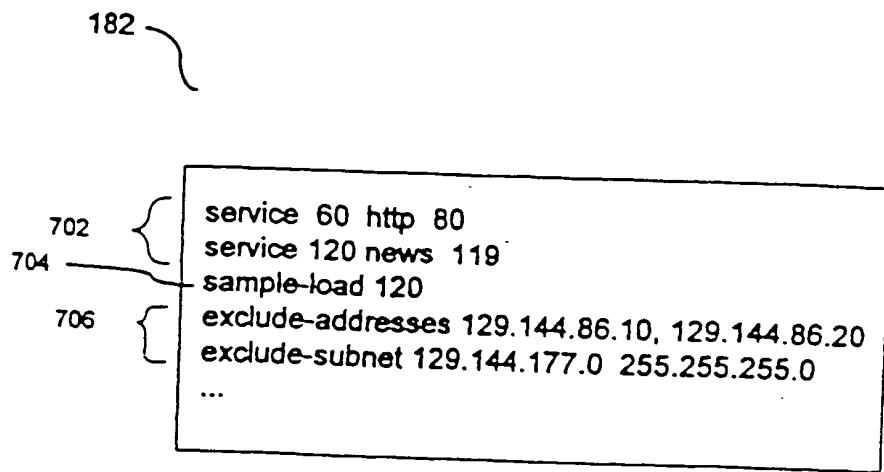 182
702
service 60 http 80
service 120 news 119
704
sample-load 120
706
exclude-addresses 129.144.86.10, 129.144.86.20
exclude-subnet 129.144.177.0 255.255.255.0
...